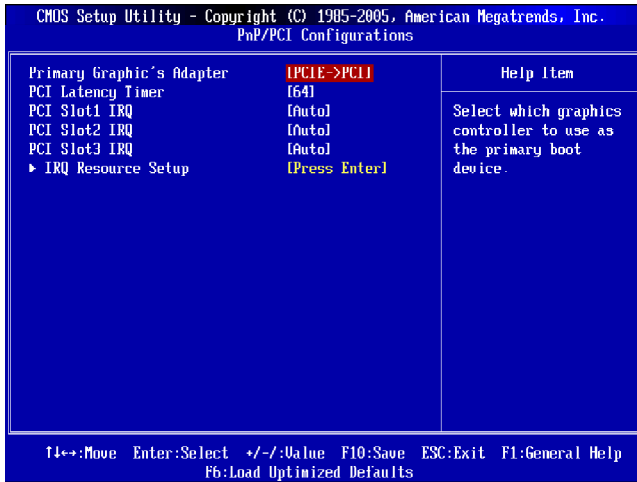 CMOS Setup Utility - Copyright (C) 1985-2005, American Megatrends, Inc.
PnP/PCI Configurations
Primary Graphic's Adapter [PCIE->PCI]
PCI Latency Timer [64]
PCI Slot1 IRQ [Auto]
PCI Slot2 IRQ [Auto]
PCI Slot3 IRQ [Auto]
► IRQ Resource Setup [Press Enter]
Help Item
Select which graphics
controller to use as
the primary boot
device.
↑↓←→:Move Enter:Select +/-/:Value F10:Save ESC:Exit F1:General Help
F6:Load Optimized Defaults